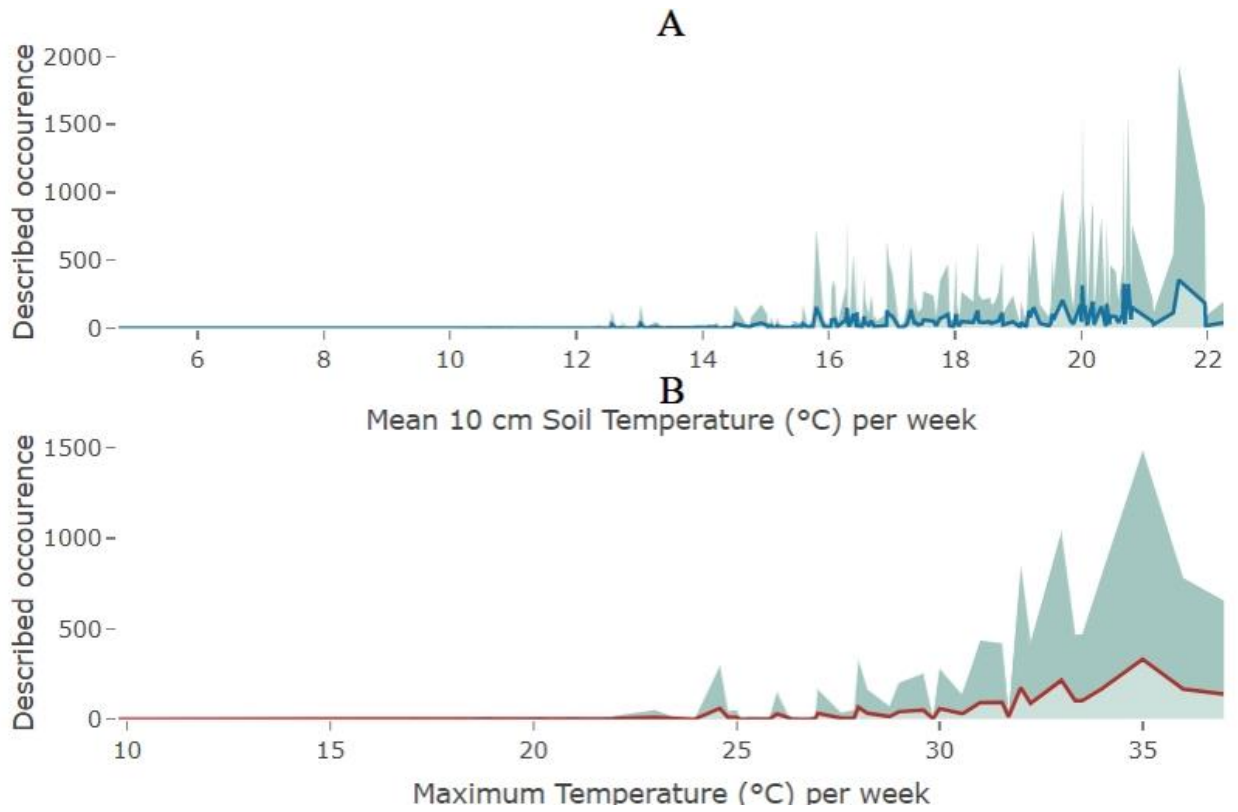 A
Described occourence
2000
1500
1000
500
0
6 8 10 12 14 16 18 20 22
Mean 10 cm Soil Temperature (°C) per week
B
Described occourence
1500
1000
500
0
10 15 20 25 30 35
Maximum Temperature (°C) per week